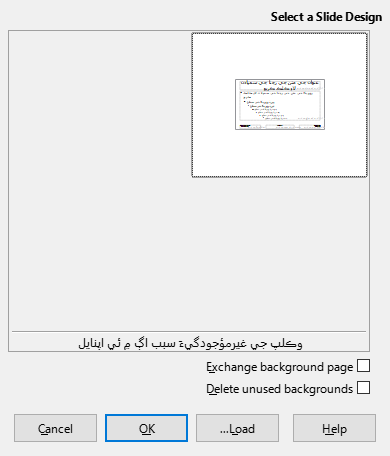 Select a Slide Design
وڪلپ جي غيرمؤجودگيءَ سبب اڳ ۾ ئي اپنايل
Exchange background page
Delete unused backgrounds
Help
...Load
OK
Cancel